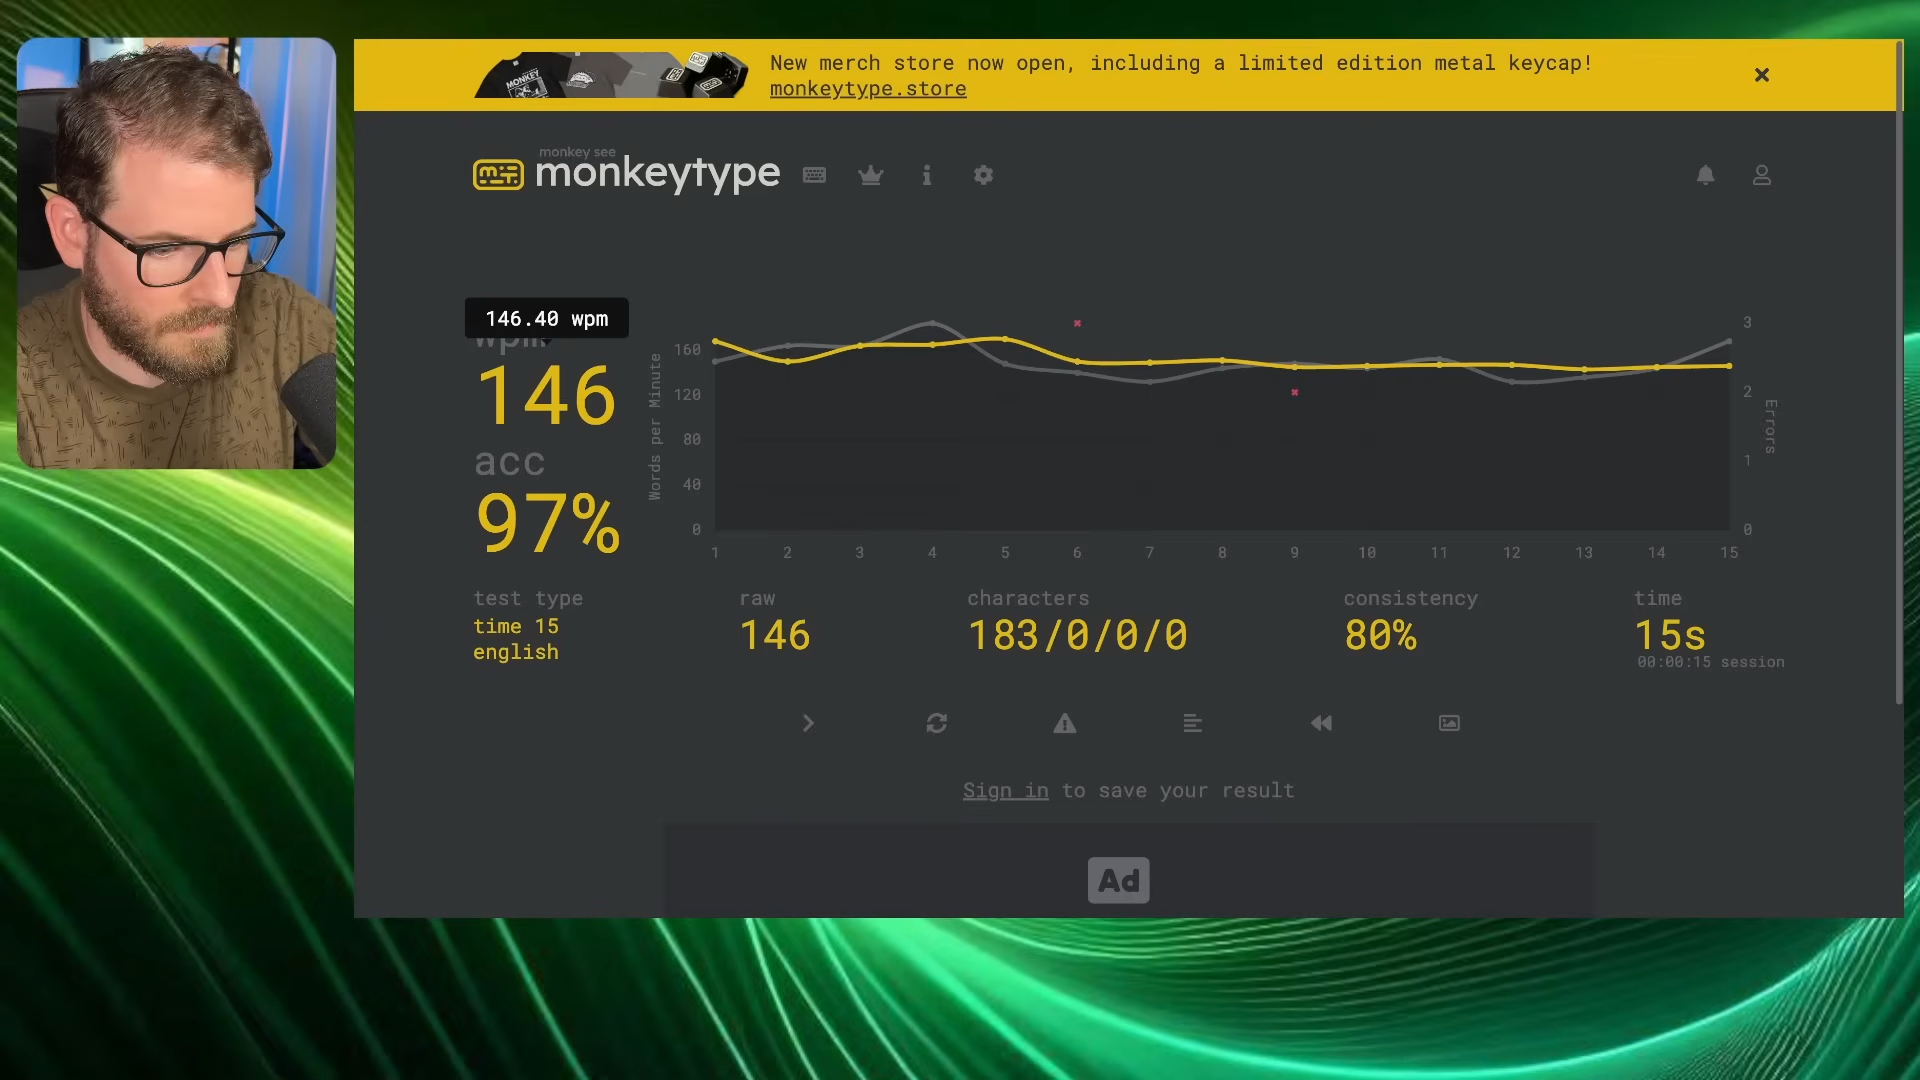 New merch store now open, including a limited edition metal keycap!
monkeytype.store
MONKEY
monkey see
monkeytype
146.40 wpm
wpm
146
acc
97%
Words per Minute
160
120
80
40
0
1 2 3 4 5 6 7 8 9 10 11 12 13 14 15
3
2
1
0
Errors
test type
time 15
english
raw
146
characters
183/0/0/0
consistency
80%
time
15s
00:00:15 session
Sign in to save your result
Ad